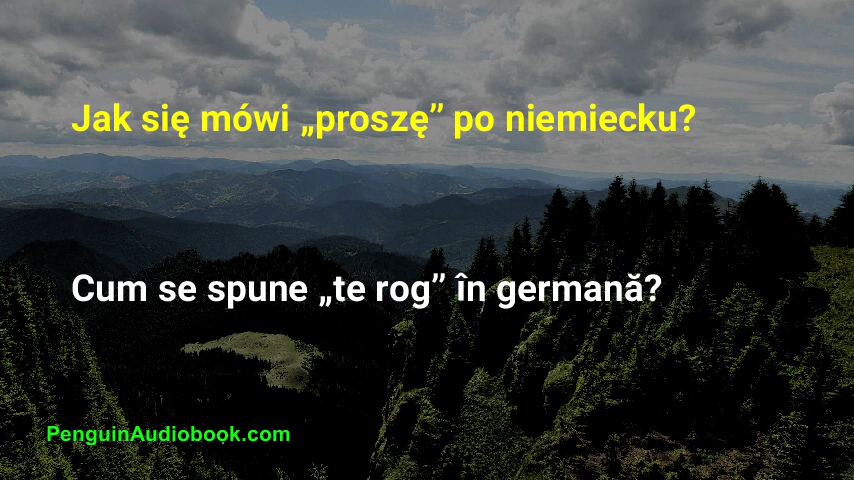 Jak się mówi „proszę” po niemiecku?
Cum se spune „te rog” în germană?
PenguinAudiobook.com